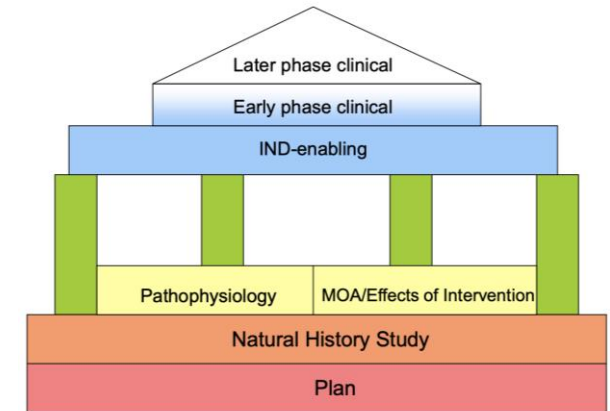 Later phase clinical
Early phase clinical
IND-enabling
Pathophysiology
MOA/Effects of Intervention
Natural History Study
Plan